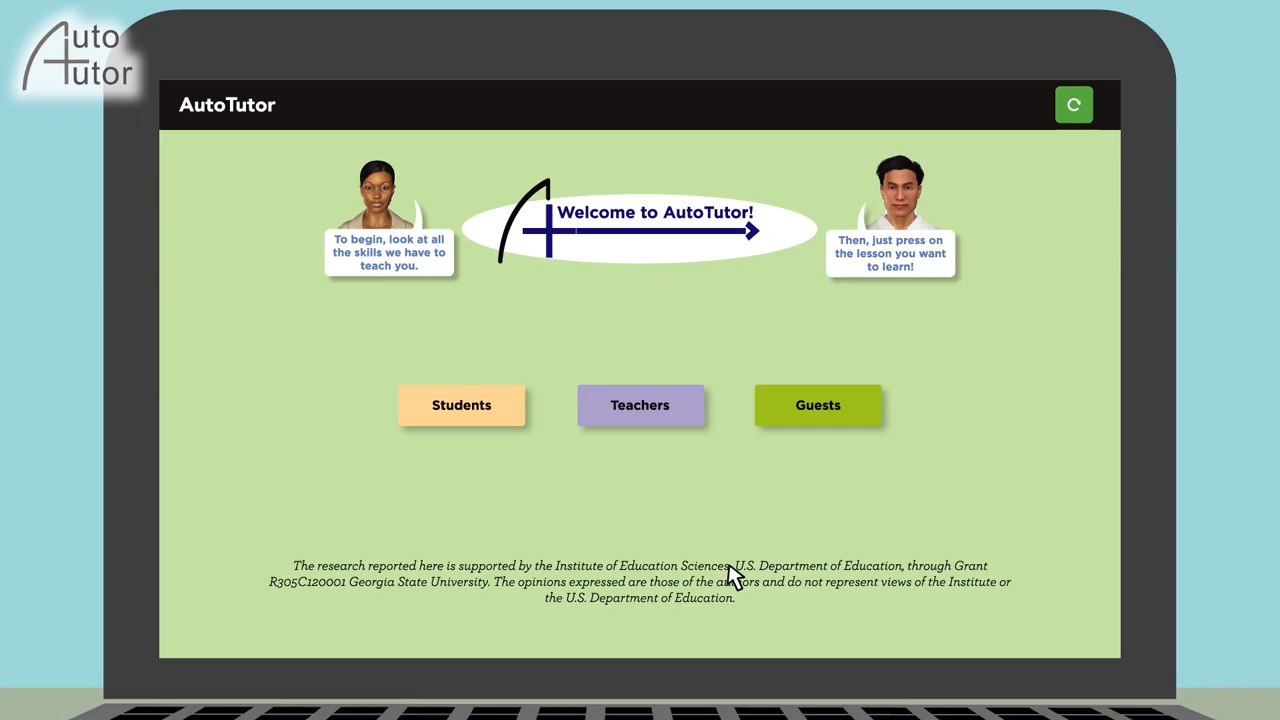 Auto
Tutor
AutoTutor
Welcome to AutoTutor!
To begin, look at all
the skills we have to
teach you.
Then, just press on
the lesson you want
to learn!
Students
Teachers
Guests
The research reported here is supported by the Institute of Education Sciences, U.S. Department of Education, through Grant
R305C120001 Georgia State University. The opinions expressed are those of the authors and do not represent views of the Institute or
the U.S. Department of Education.